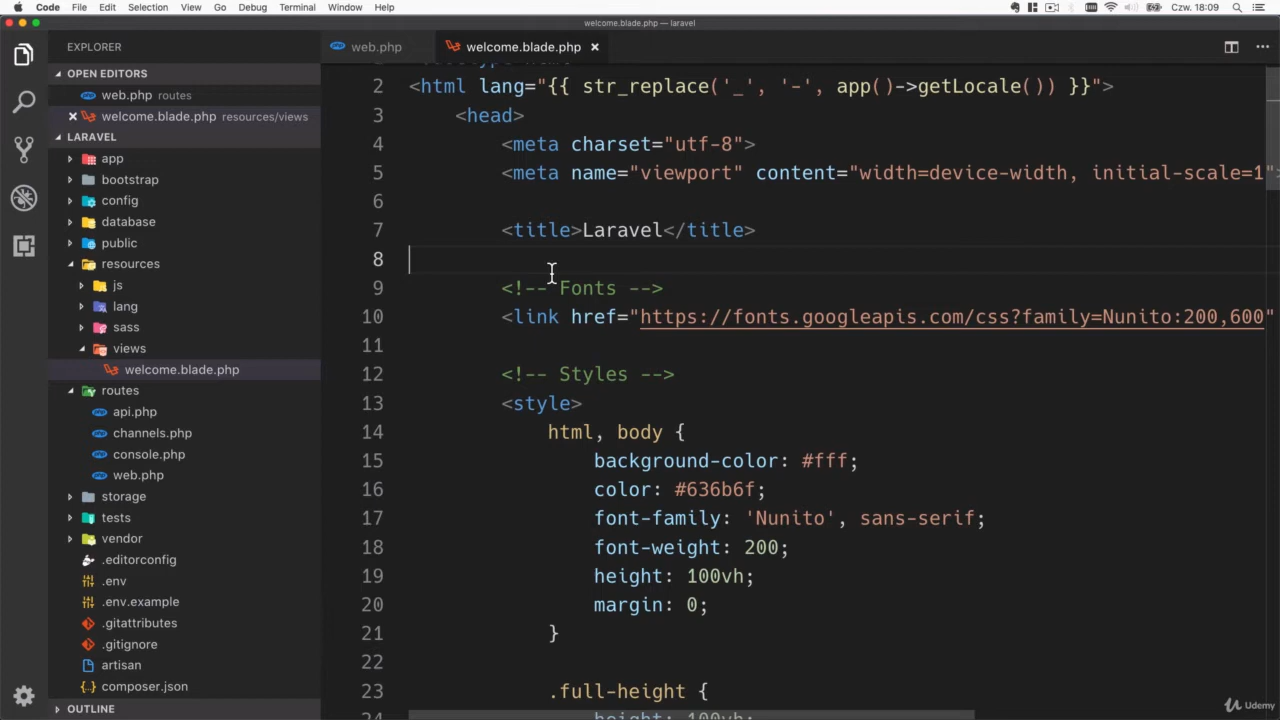 Code File Edit Selection View Go Debug Terminal Window Help Czw. 18:09
welcome.blade.php — laravel
EXPLORER
OPEN EDITORS
web.php routes
welcome.blade.php resources/views
LARAVEL
app
bootstrap
config
database
public
resources
js
lang
sass
views
welcome.blade.php
routes
api.php
channels.php
console.php
web.php
storage
tests
vendor
.editorconfig
.env
.env.example
.gitattributes
.gitignore
artisan
composer.json
OUTLINE
web.php welcome.blade.php
2 <html lang="{{ str_replace('_', '-', app()->getLocale()) }}">
3 <head>
4 <meta charset="utf-8">
5 <meta name="viewport" content="width=device-width, initial-scale=1">
6
7 <title>Laravel</title>
8
9 <!-- Fonts -->
10 <link href="https://fonts.googleapis.com/css?family=Nunito:200,600"
11
12 <!-- Styles -->
13 <style>
14 html, body {
15 background-color: #fff;
16 color: #636b6f;
17 font-family: 'Nunito', sans-serif;
18 font-weight: 200;
19 height: 100vh;
20 margin: 0;
21 }
22
23 .full-height {
24 height: 100vh;
Udemy